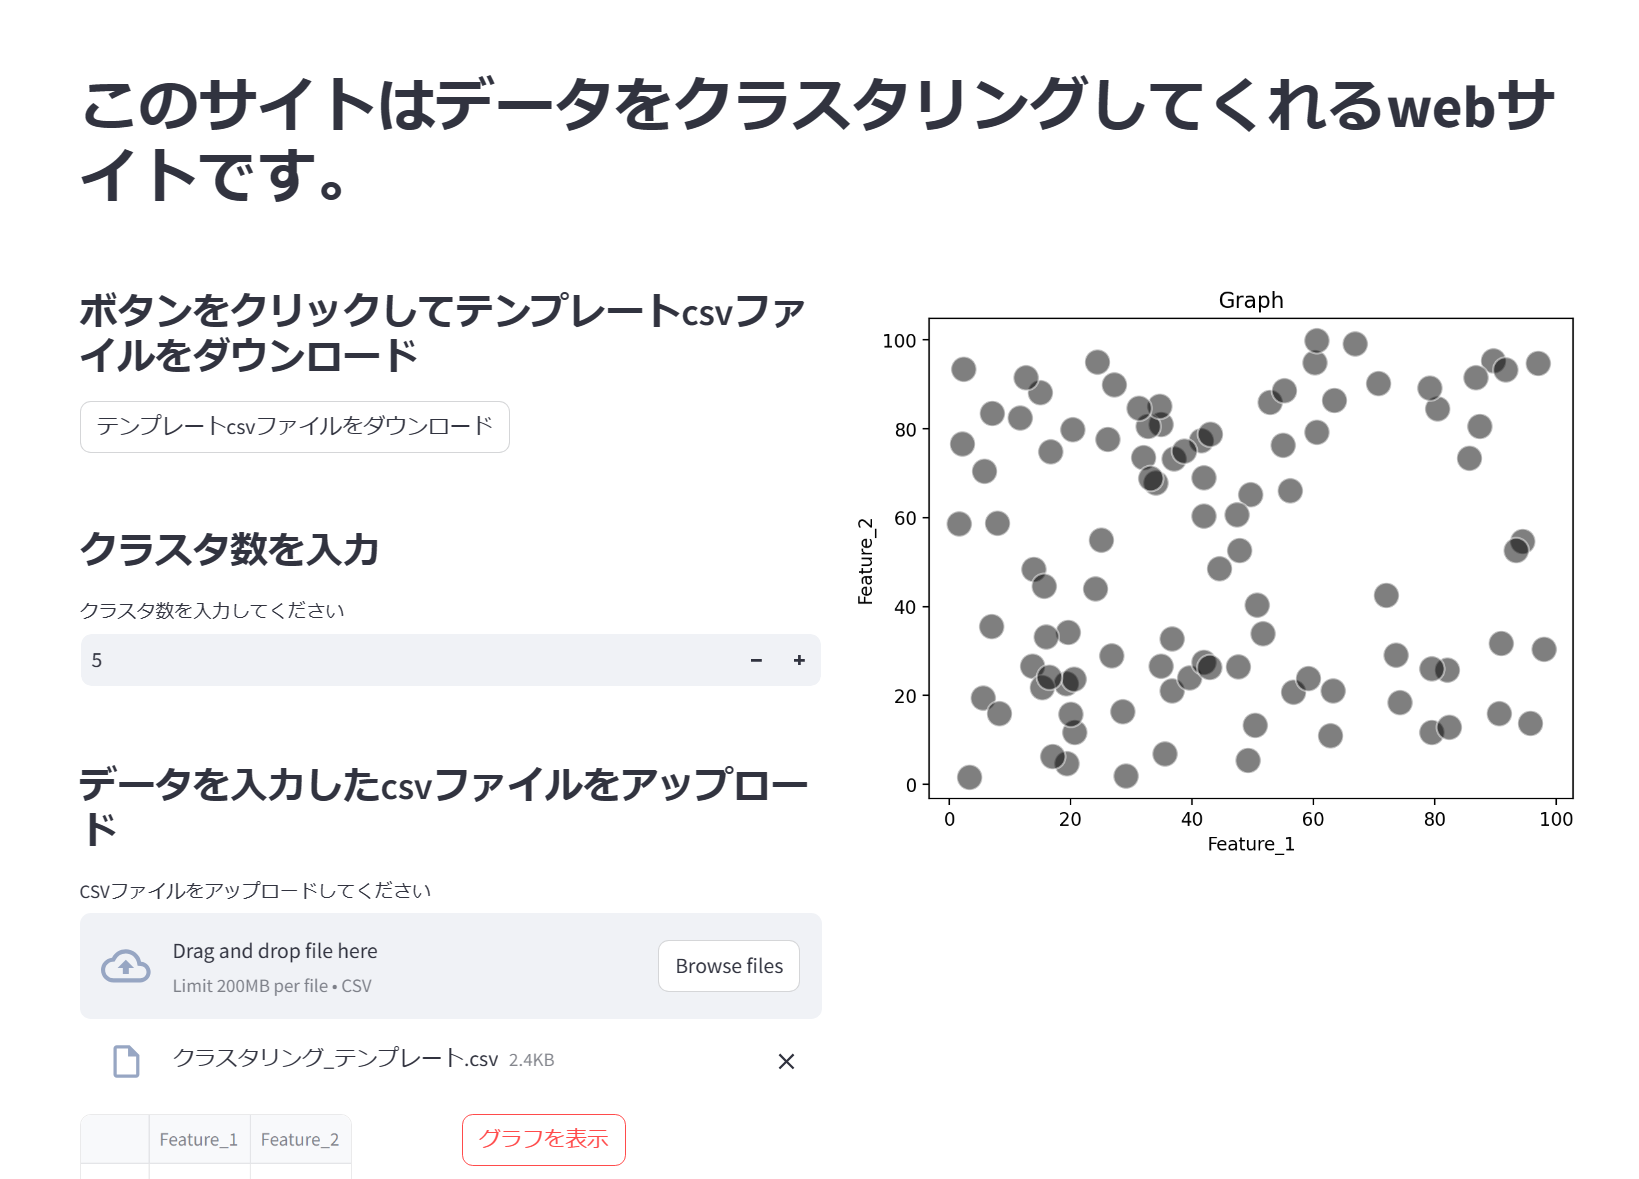 このサイトはデータをクラスタリングしてくれるwebサ
イトです。
ボタンをクリックしてテンプレートcsvファ
イルをダウンロード
テンプレートcsvファイルをダウンロード
クラスタ数を入力
クラスタ数を入力してください
5
データを入力したcsvファイルをアップロー
ド
CSVファイルをアップロードしてください
Drag and drop file here
Limit 200MB per file • CSV
Browse files
クラスタリング_テンプレート.csv 2.4KB
Feature_1 Feature_2
グラフを表示
Graph
100
80
60
40
20
0
Feature_2
0 20 40 60 80 100
Feature_1